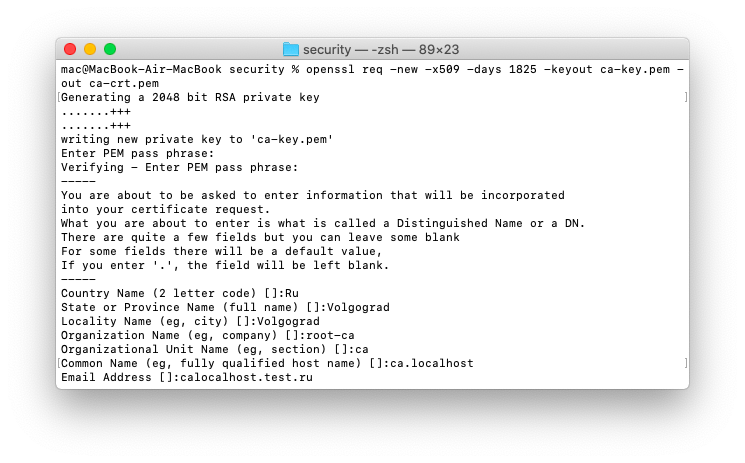 security — -zsh — 89×23
mac@MacBook-Air-MacBook security % openssl req -new -x509 -days 1825 -keyout ca-key.pem -
out ca-crt.pem
[Generating a 2048 bit RSA private key ]
.......+++
.......+++
writing new private key to 'ca-key.pem'
Enter PEM pass phrase:
Verifying - Enter PEM pass phrase:
-----
You are about to be asked to enter information that will be incorporated
into your certificate request.
What you are about to enter is what is called a Distinguished Name or a DN.
There are quite a few fields but you can leave some blank
For some fields there will be a default value,
If you enter '.', the field will be left blank.
-----
Country Name (2 letter code) []:Ru
State or Province Name (full name) []:Volgograd
Locality Name (eg, city) []:Volgograd
Organization Name (eg, company) []:root-ca
Organizational Unit Name (eg, section) []:ca
[Common Name (eg, fully qualified host name) []:ca.localhost ]
Email Address []:calocalhost.test.ru